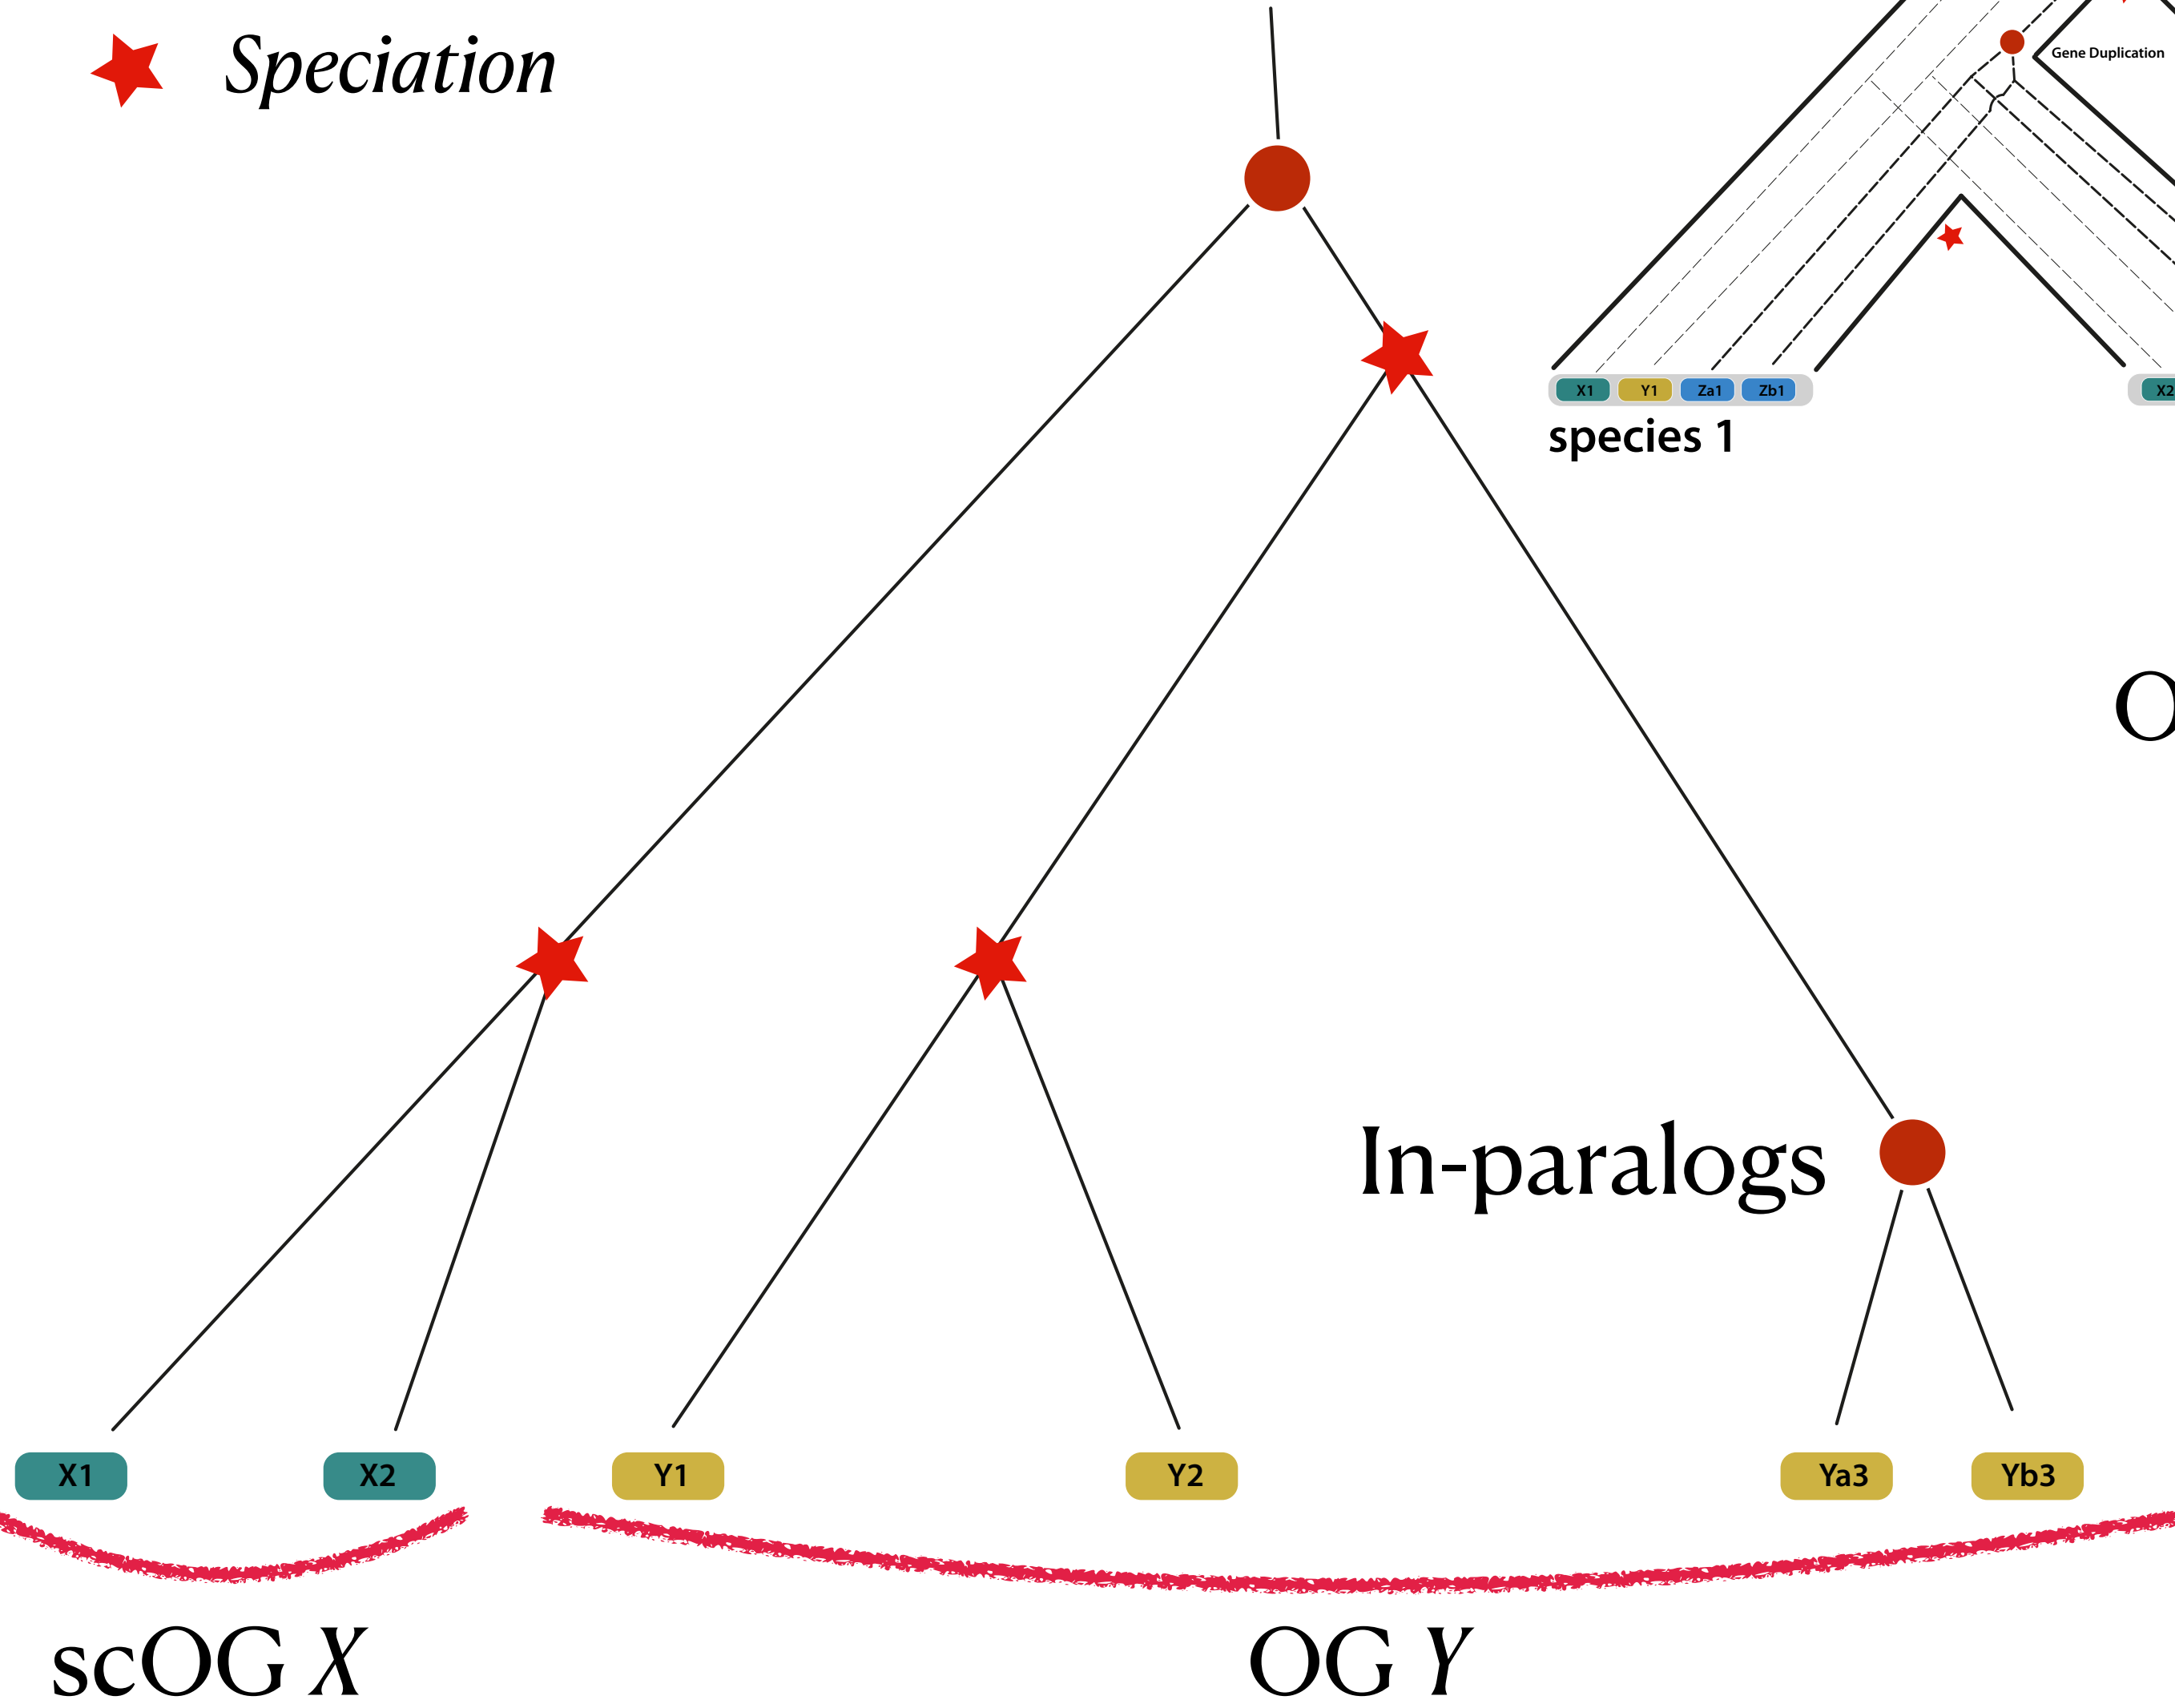 Speciation
Gene Duplication
X1 Y1 Za1 Zb1
X2
species 1
O
In-paralogs
X1 X2 Y1 Y2 Ya3 Yb3
scOG X OG Y